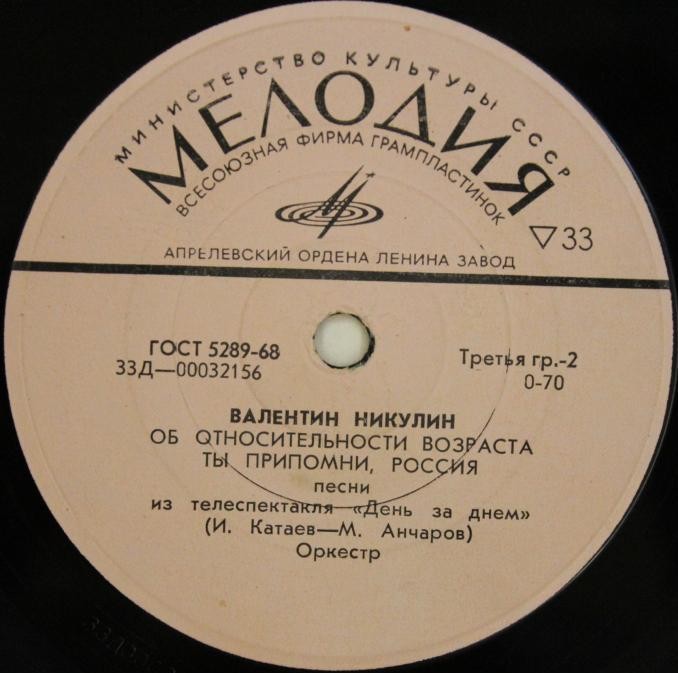 МИНИСТЕРСТВО КУЛЬТУРЫ СССР
МЕЛОДИЯ
ВСЕСОЮЗНАЯ ФИРМА ГРАМПЛАСТИНОК
▽33
АПРЕЛЕВСКИЙ ОРДЕНА ЛЕНИНА ЗАВОД
ГОСТ 5289-68
Третья гр.-2
33Д—00032156
0-70
ВАЛЕНТИН НИКУЛИН
ОБ ОТНОСИТЕЛЬНОСТИ ВОЗРАСТА
ТЫ ПРИПОМНИ, РОССИЯ
песни
из телеспектакля «День за днем»
(И. Катаев—М. Анчаров)
Оркестр